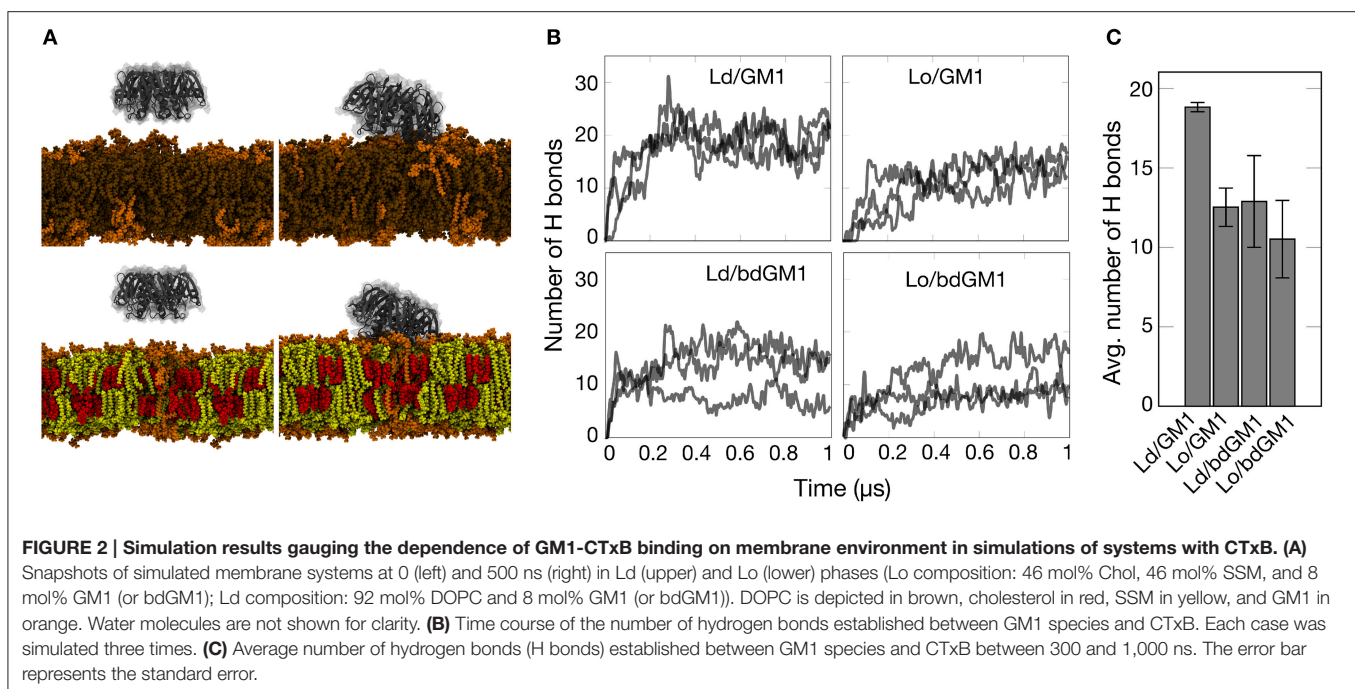 A
B
C
Ld/GM1
Lo/GM1
Ld/bdGM1
Lo/bdGM1
Number of H bonds
30
20
10
0
30
20
10
0
0 0.2 0.4 0.6 0.8 1
0 0.2 0.4 0.6 0.8 1
Time (µs)
Avg. number of H bonds
20
15
10
5
0
Ld/GM1
Lo/GM1
Ld/bdGM1
Lo/bdGM1
FIGURE 2 | Simulation results gauging the dependence of GM1-CTxB binding on membrane environment in simulations of systems with CTxB. (A)
Snapshots of simulated membrane systems at 0 (left) and 500 ns (right) in Ld (upper) and Lo (lower) phases (Lo composition: 46 mol% Chol, 46 mol% SSM, and 8
mol% GM1 (or bdGM1); Ld composition: 92 mol% DOPC and 8 mol% GM1 (or bdGM1)). DOPC is depicted in brown, cholesterol in red, SSM in yellow, and GM1 in
orange. Water molecules are not shown for clarity. (B) Time course of the number of hydrogen bonds established between GM1 species and CTxB. Each case was
simulated three times. (C) Average number of hydrogen bonds (H bonds) established between GM1 species and CTxB between 300 and 1,000 ns. The error bar
represents the standard error.